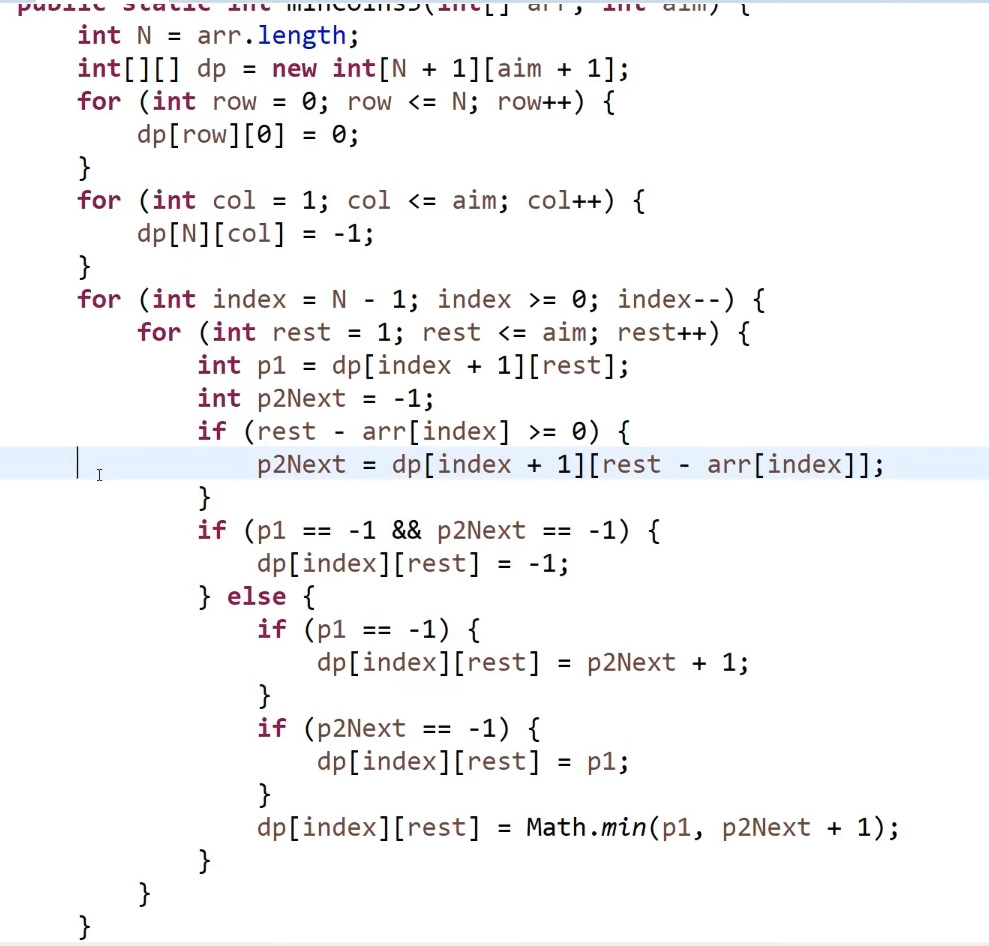 public static int minCoins3(int[] arr, int aim) {
int N = arr.length;
int[][] dp = new int[N + 1][aim + 1];
for (int row = 0; row <= N; row++) {
dp[row][0] = 0;
}
for (int col = 1; col <= aim; col++) {
dp[N][col] = -1;
}
for (int index = N - 1; index >= 0; index--) {
for (int rest = 1; rest <= aim; rest++) {
int p1 = dp[index + 1][rest];
int p2Next = -1;
if (rest - arr[index] >= 0) {
p2Next = dp[index + 1][rest - arr[index]];
}
if (p1 == -1 && p2Next == -1) {
dp[index][rest] = -1;
} else {
if (p1 == -1) {
dp[index][rest] = p2Next + 1;
}
if (p2Next == -1) {
dp[index][rest] = p1;
}
dp[index][rest] = Math.min(p1, p2Next + 1);
}
}
}